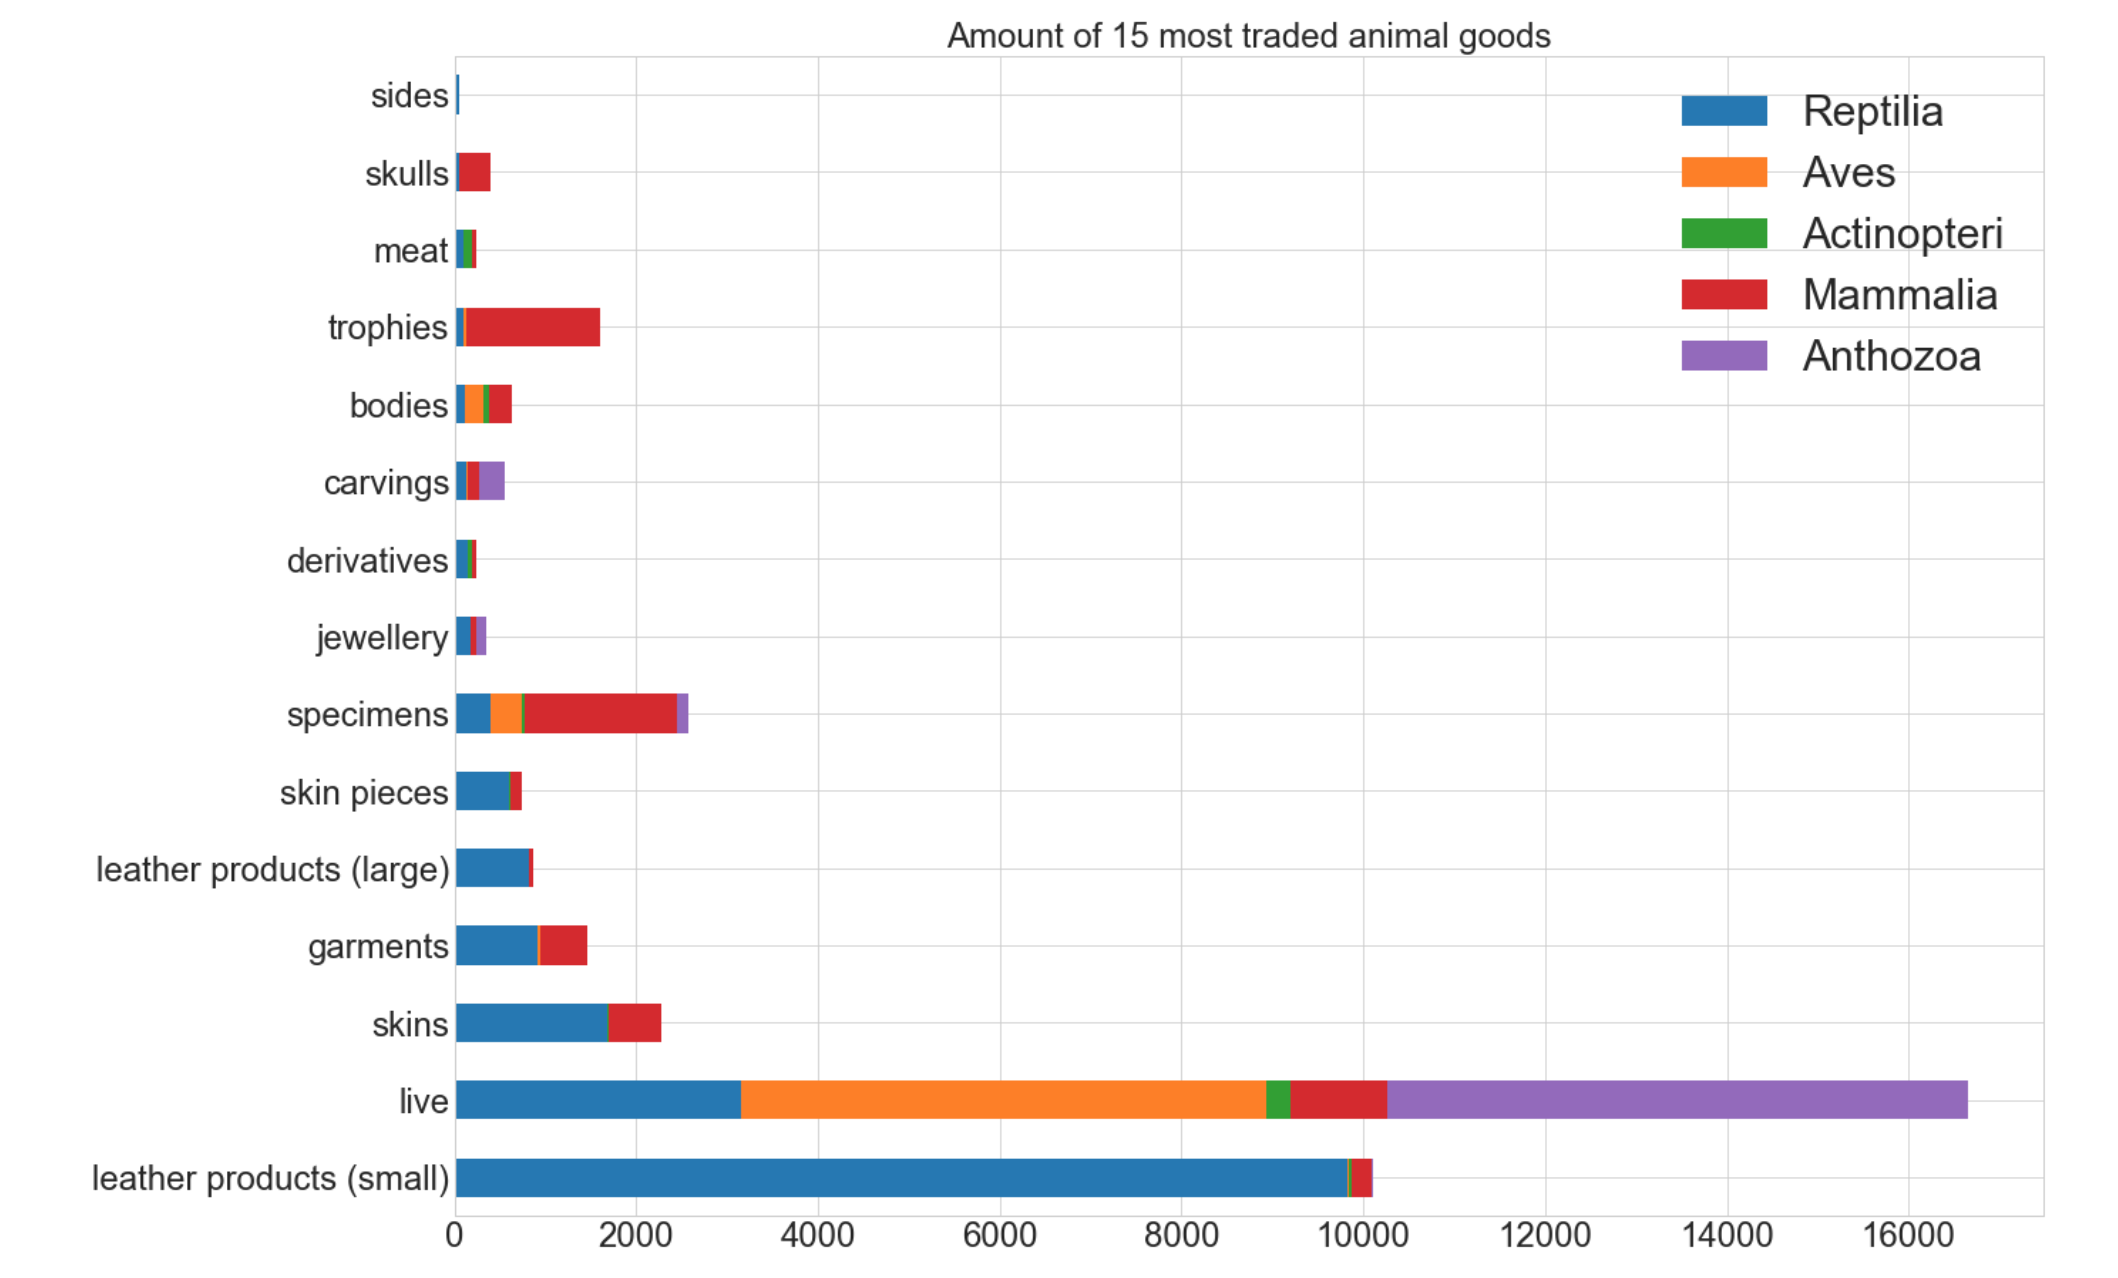 Amount of 15 most traded animal goods
Reptilia
Aves
Actinopteri
Mammalia
Anthozoa
sides
skulls
meat
trophies
bodies
carvings
derivatives
jewellery
specimens
skin pieces
leather products (large)
garments
skins
live
leather products (small)
0 2000 4000 6000 8000 10000 12000 14000 16000